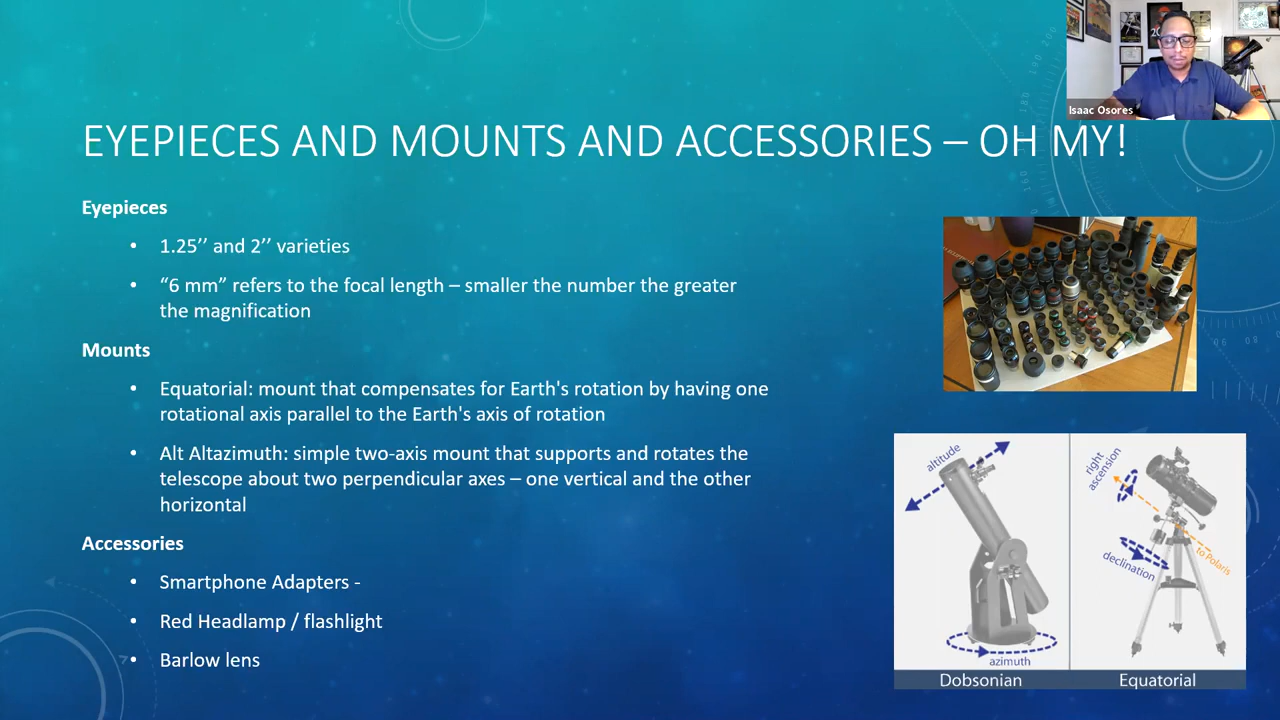 Isaac Osores
EYEPIECES AND MOUNTS AND ACCESSORIES – OH MY!
Eyepieces
• 1.25’’ and 2’’ varieties
• “6 mm” refers to the focal length – smaller the number the greater
the magnification
Mounts
• Equatorial: mount that compensates for Earth's rotation by having one
rotational axis parallel to the Earth's axis of rotation
• Alt Altazimuth: simple two-axis mount that supports and rotates the
telescope about two perpendicular axes – one vertical and the other
horizontal
Accessories
• Smartphone Adapters -
• Red Headlamp / flashlight
• Barlow lens
altitude
azimuth
Dobsonian
right
ascension
declination
to Polaris
Equatorial